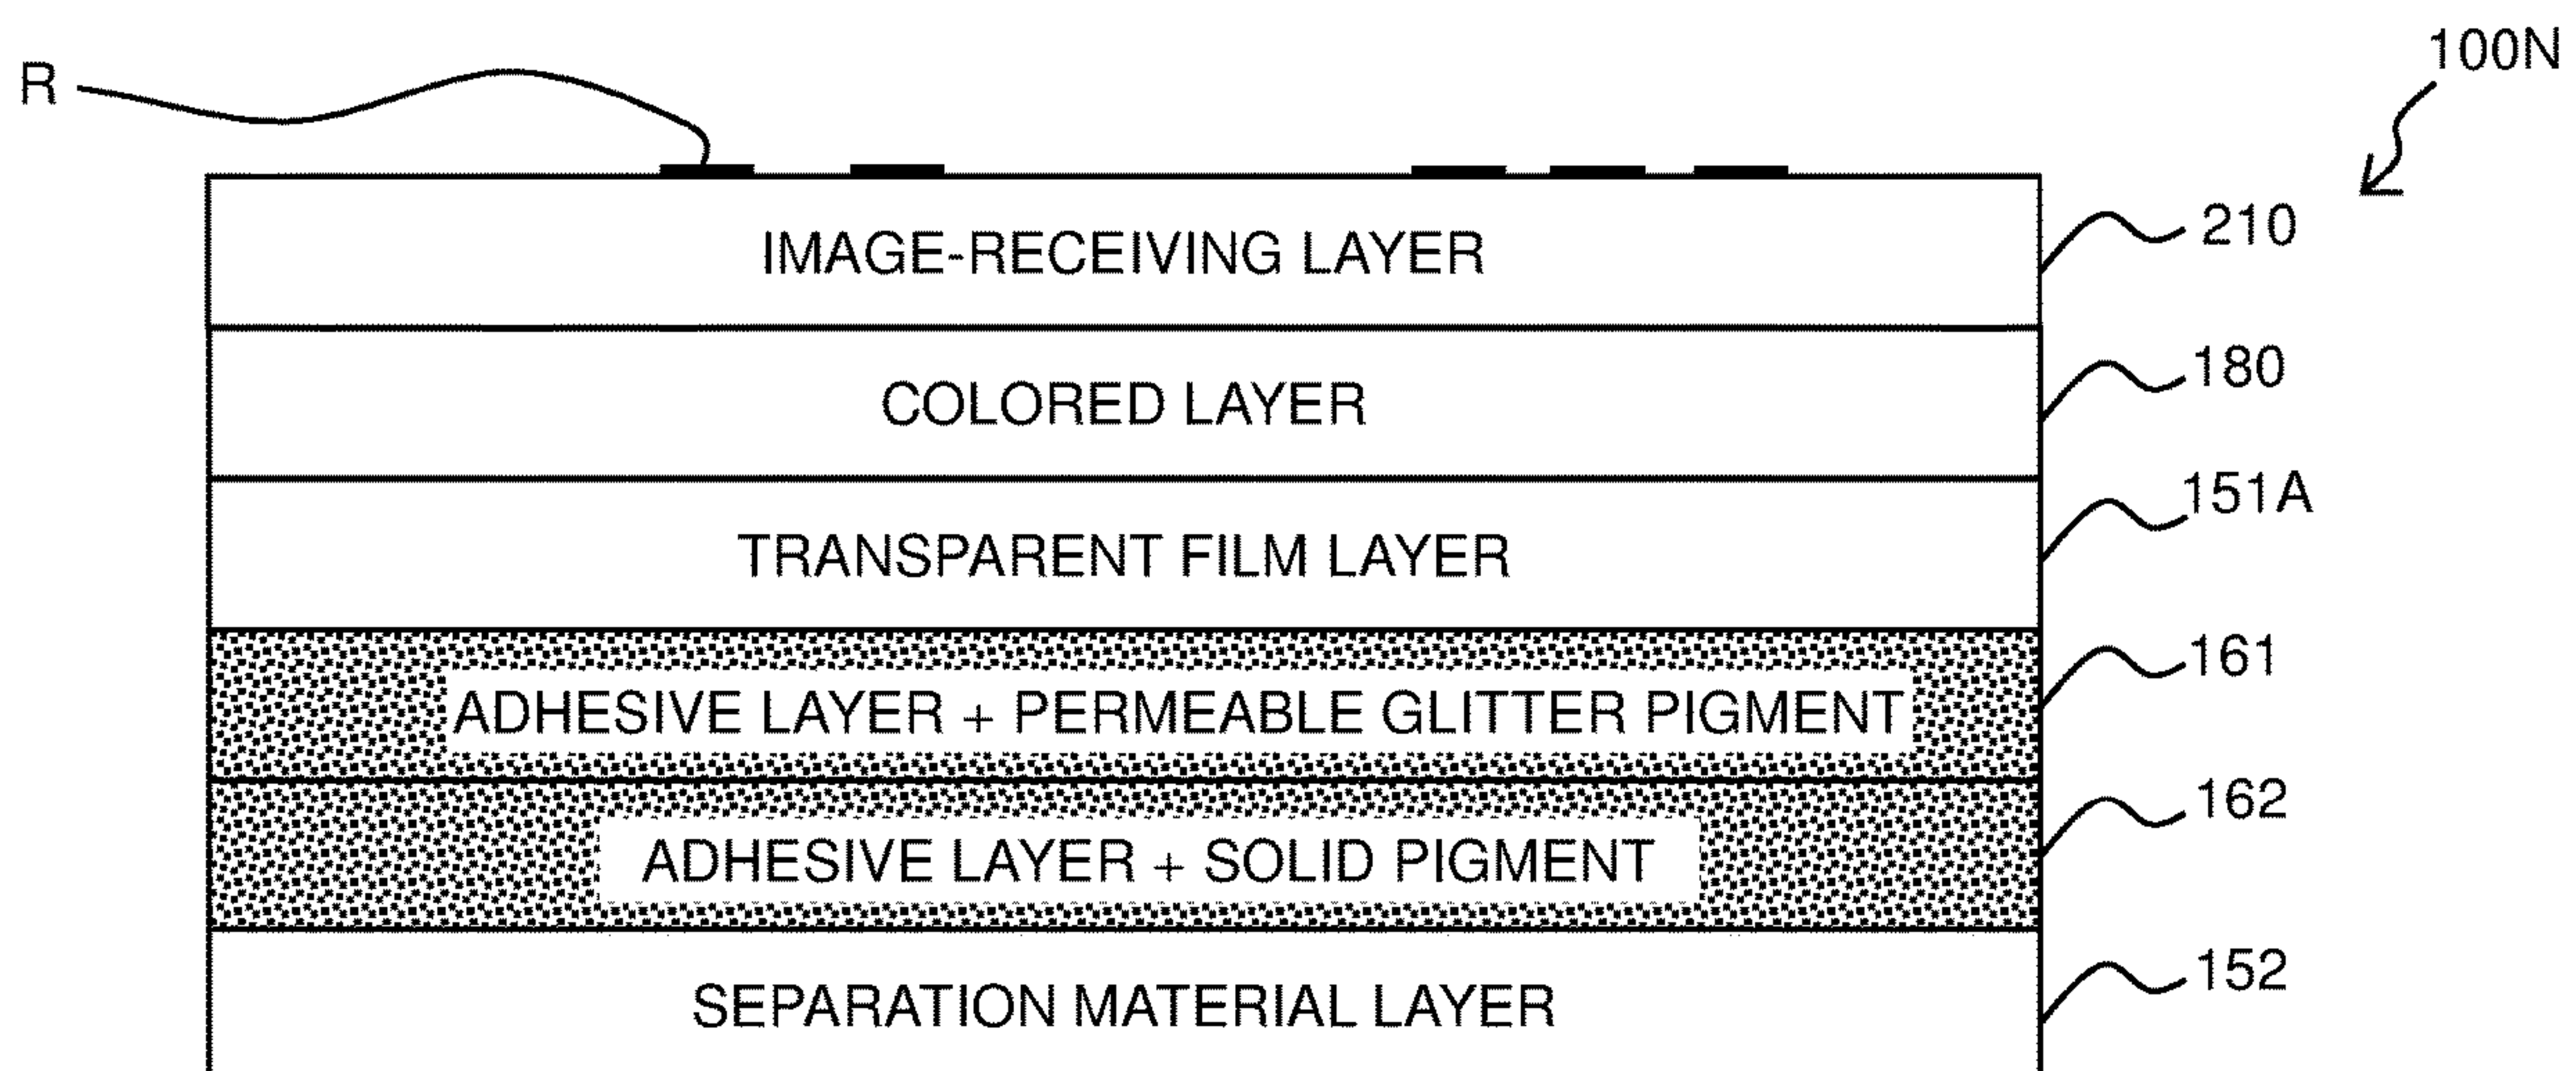 100N
R
IMAGE-RECEIVING LAYER 210
COLORED LAYER 180
TRANSPARENT FILM LAYER 151A
ADHESIVE LAYER + PERMEABLE GLITTER PIGMENT 161
ADHESIVE LAYER + SOLID PIGMENT 162
SEPARATION MATERIAL LAYER 152